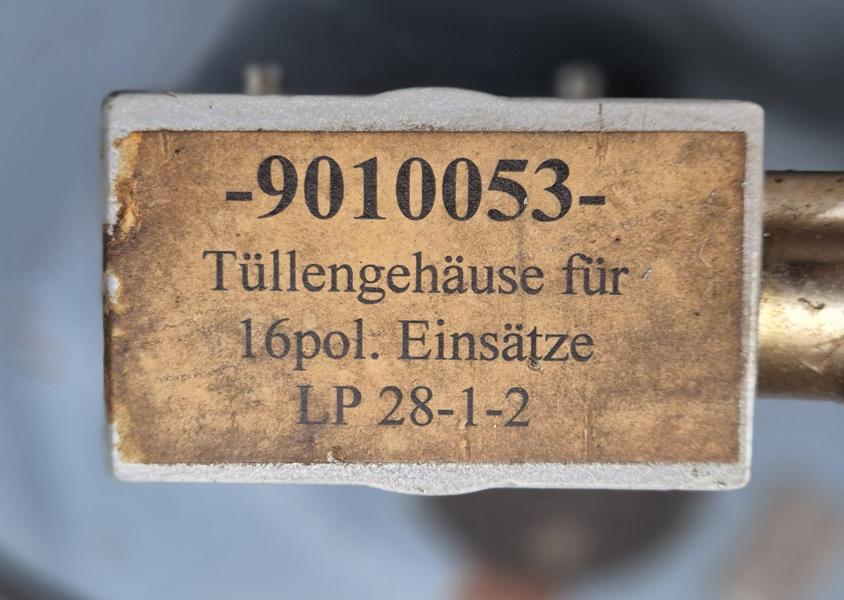 -9010053-
Tüllengehäuse für
16pol. Einsätze
LP 28-1-2